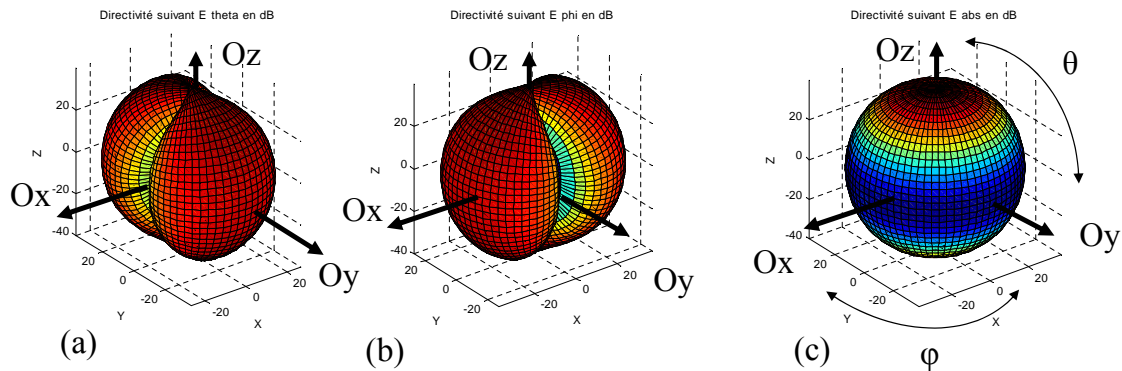 Directivité suivant E theta en dB
Oz
20
0
-20
-40
Z
Ox
Oy
20
0
-20
Y
-20
0
20
X
(a)
Directivité suivant E phi en dB
Oz
20
0
-20
-40
Z
Ox
Oy
20
0
-20
Y
-20
0
20
X
(b)
Directivité suivant E abs en dB
Oz
θ
20
0
-20
-40
Z
Ox
Oy
20
0
-20
Y
-20
0
20
X
(c)
φ